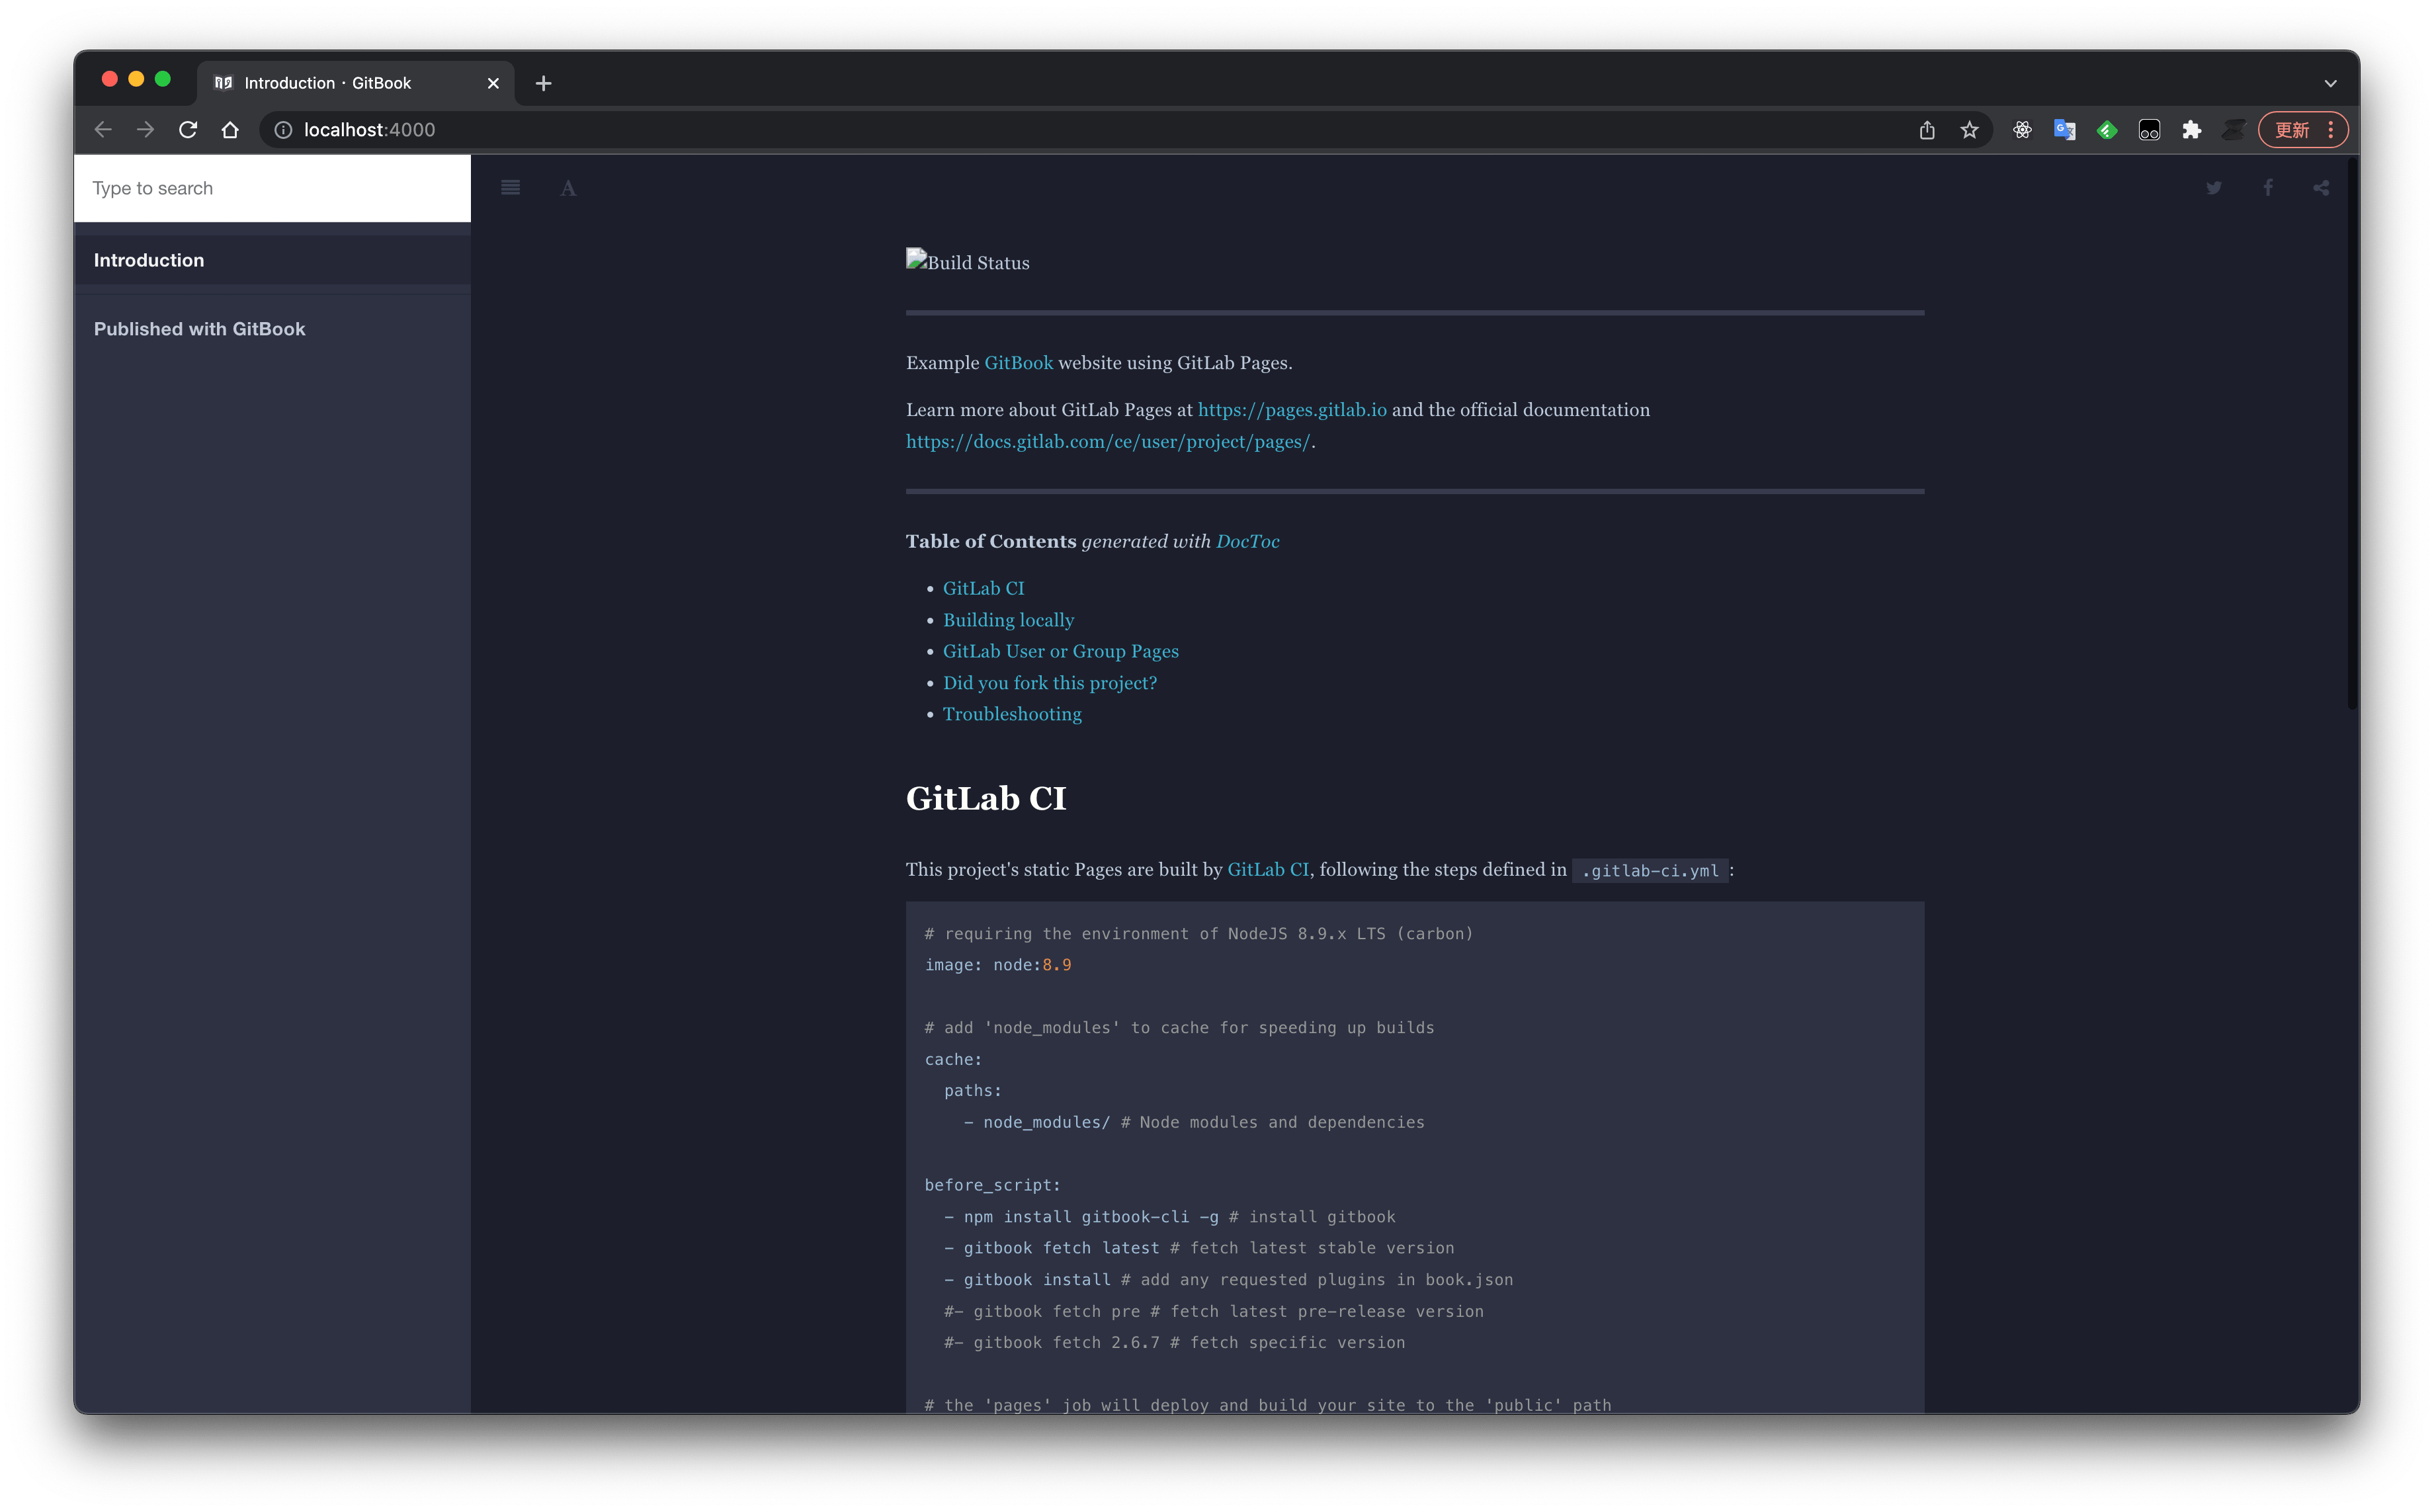 Introduction · GitBook
localhost:4000
更新
Type to search
A
Introduction
Published with GitBook
Build Status
Example GitBook website using GitLab Pages.
Learn more about GitLab Pages at https://pages.gitlab.io and the official documentation
https://docs.gitlab.com/ce/user/project/pages/.
Table of Contents generated with DocToc
• GitLab CI
• Building locally
• GitLab User or Group Pages
• Did you fork this project?
• Troubleshooting
GitLab CI
This project's static Pages are built by GitLab CI, following the steps defined in .gitlab-ci.yml :
# requiring the environment of NodeJS 8.9.x LTS (carbon)
image: node:8.9
# add 'node_modules' to cache for speeding up builds
cache:
  paths:
    - node_modules/ # Node modules and dependencies
before_script:
  - npm install gitbook-cli -g # install gitbook
  - gitbook fetch latest # fetch latest stable version
  - gitbook install # add any requested plugins in book.json
  #- gitbook fetch pre # fetch latest pre-release version
  #- gitbook fetch 2.6.7 # fetch specific version
# the 'pages' job will deploy and build your site to the 'public' path